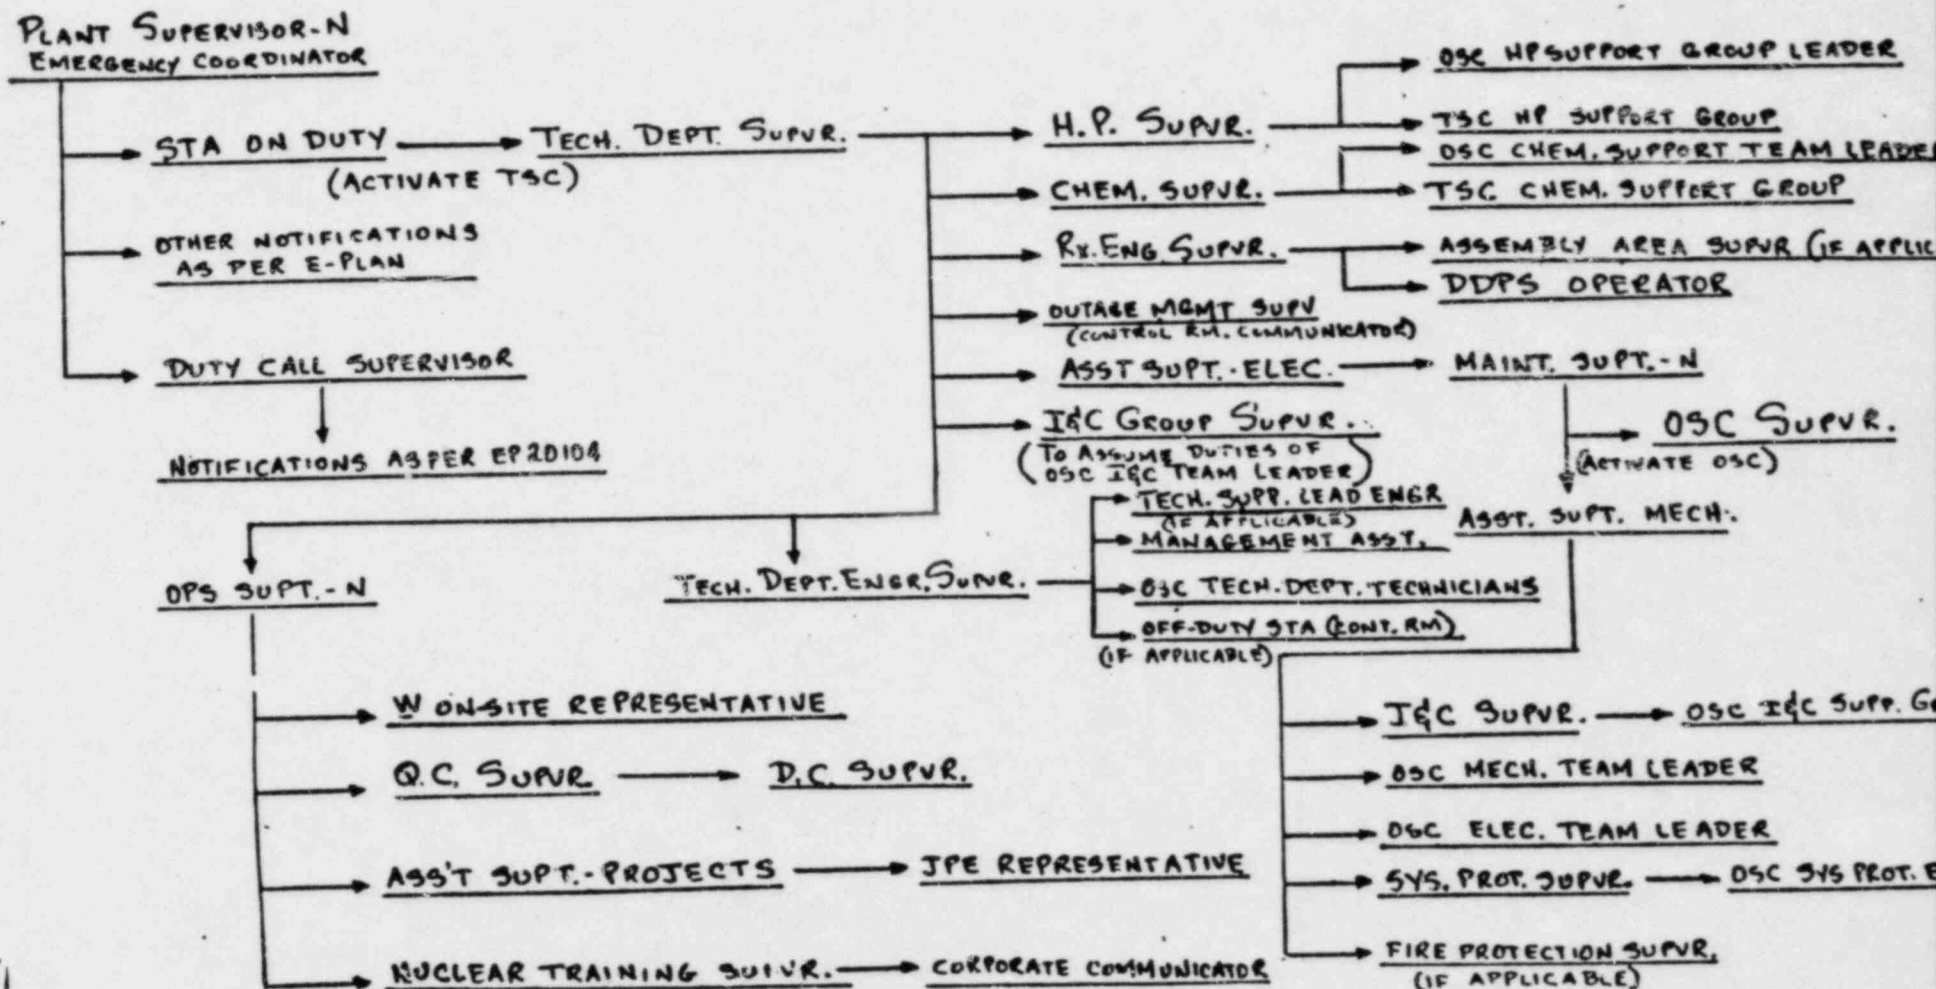 PLANT SUPERVISOR-N
EMERGENCY COORDINATOR
OSC HP SUPPORT GROUP LEADER
STA ON DUTY
TECH. DEPT. SUPVR.
(ACTIVATE TSC)
H.P. SUPVR.
TSC HP SUPPORT GROUP
OSC CHEM. SUPPORT TEAM LEADER
CHEM. SUPVR.
TSC CHEM. SUPPORT GROUP
OTHER NOTIFICATIONS
AS PER E-PLAN
RX. ENG SUPVR.
ASSEMBLY AREA SUPVR (IF APPLIC
DDPS OPERATOR
OUTAGE MGMT SUPV
(CONTROL RM. COMMUNICATOR)
DUTY CALL SUPERVISOR
ASST SUPT.-ELEC.
MAINT. SUPT.-N
I&C GROUP SUPVR.
(TO ASSUME DUTIES OF
OSC I&C TEAM LEADER)
OSC SUPVR.
(ACTIVATE OSC)
NOTIFICATIONS AS PER EP20104
TECH. SUPP. LEAD ENGR
(IF APPLICABLE)
MANAGEMENT ASST.
ASST. SUPT. MECH.
OPS SUPT.-N
TECH. DEPT. ENGR. SUPVR.
OSC TECH. DEPT. TECHNICIANS
OFF-DUTY STA (CONT. RM)
(IF APPLICABLE)
W ON-SITE REPRESENTATIVE
I&C SUPVR.
OSC I&C SUPP. G
Q.C. SUPVR
D.C. SUPVR.
OSC MECH. TEAM LEADER
OSC ELEC. TEAM LEADER
ASS'T SUPT.-PROJECTS
JPE REPRESENTATIVE
SYS. PROT. SUPVR.
OSC SYS PROT. E
NUCLEAR TRAINING SUPVR.
CORPORATE COMMUNICATOR
FIRE PROTECTION SUPVR.
(IF APPLICABLE)